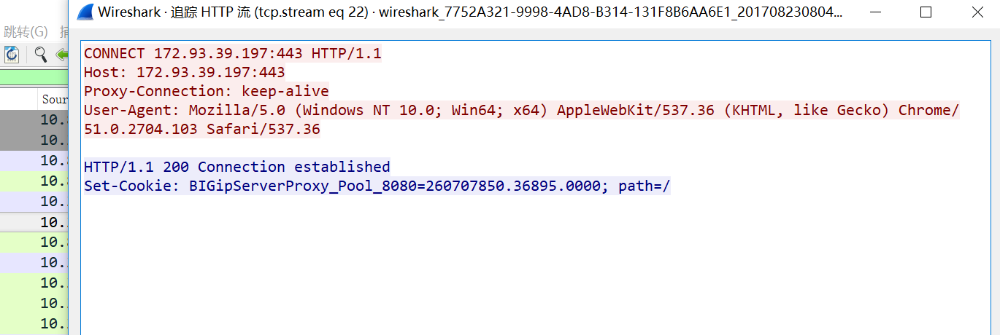 Wireshark · 追踪 HTTP 流 (tcp.stream eq 22) · wireshark_7752A321-9998-4AD8-B314-131F8B6AA6E1_201708230804...
跳转(G)
Sour
CONNECT 172.93.39.197:443 HTTP/1.1
Host: 172.93.39.197:443
Proxy-Connection: keep-alive
User-Agent: Mozilla/5.0 (Windows NT 10.0; Win64; x64) AppleWebKit/537.36 (KHTML, like Gecko) Chrome/
51.0.2704.103 Safari/537.36
HTTP/1.1 200 Connection established
Set-Cookie: BIGipServerProxy_Pool_8080=260707850.36895.0000; path=/
10.
10.
10.
10.
10.
10.
10.
10.
10.
10.
10.